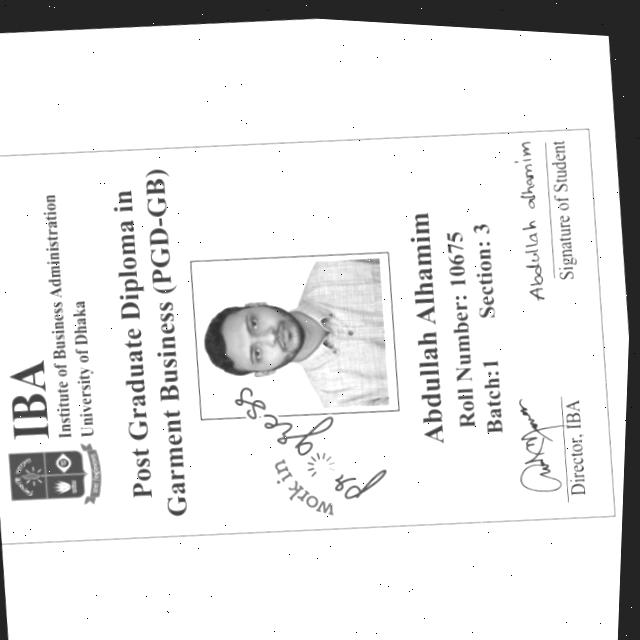 IBA
Institute of Business Administration
University of Dhaka
Post Graduate Diploma in
Garment Business (PGD-GB)
work in
progress
Abdullah Alhamim
Roll Number: 10675
Batch:1 Section: 3
Abdullah alhamim
Director, IBA
Signature of Student